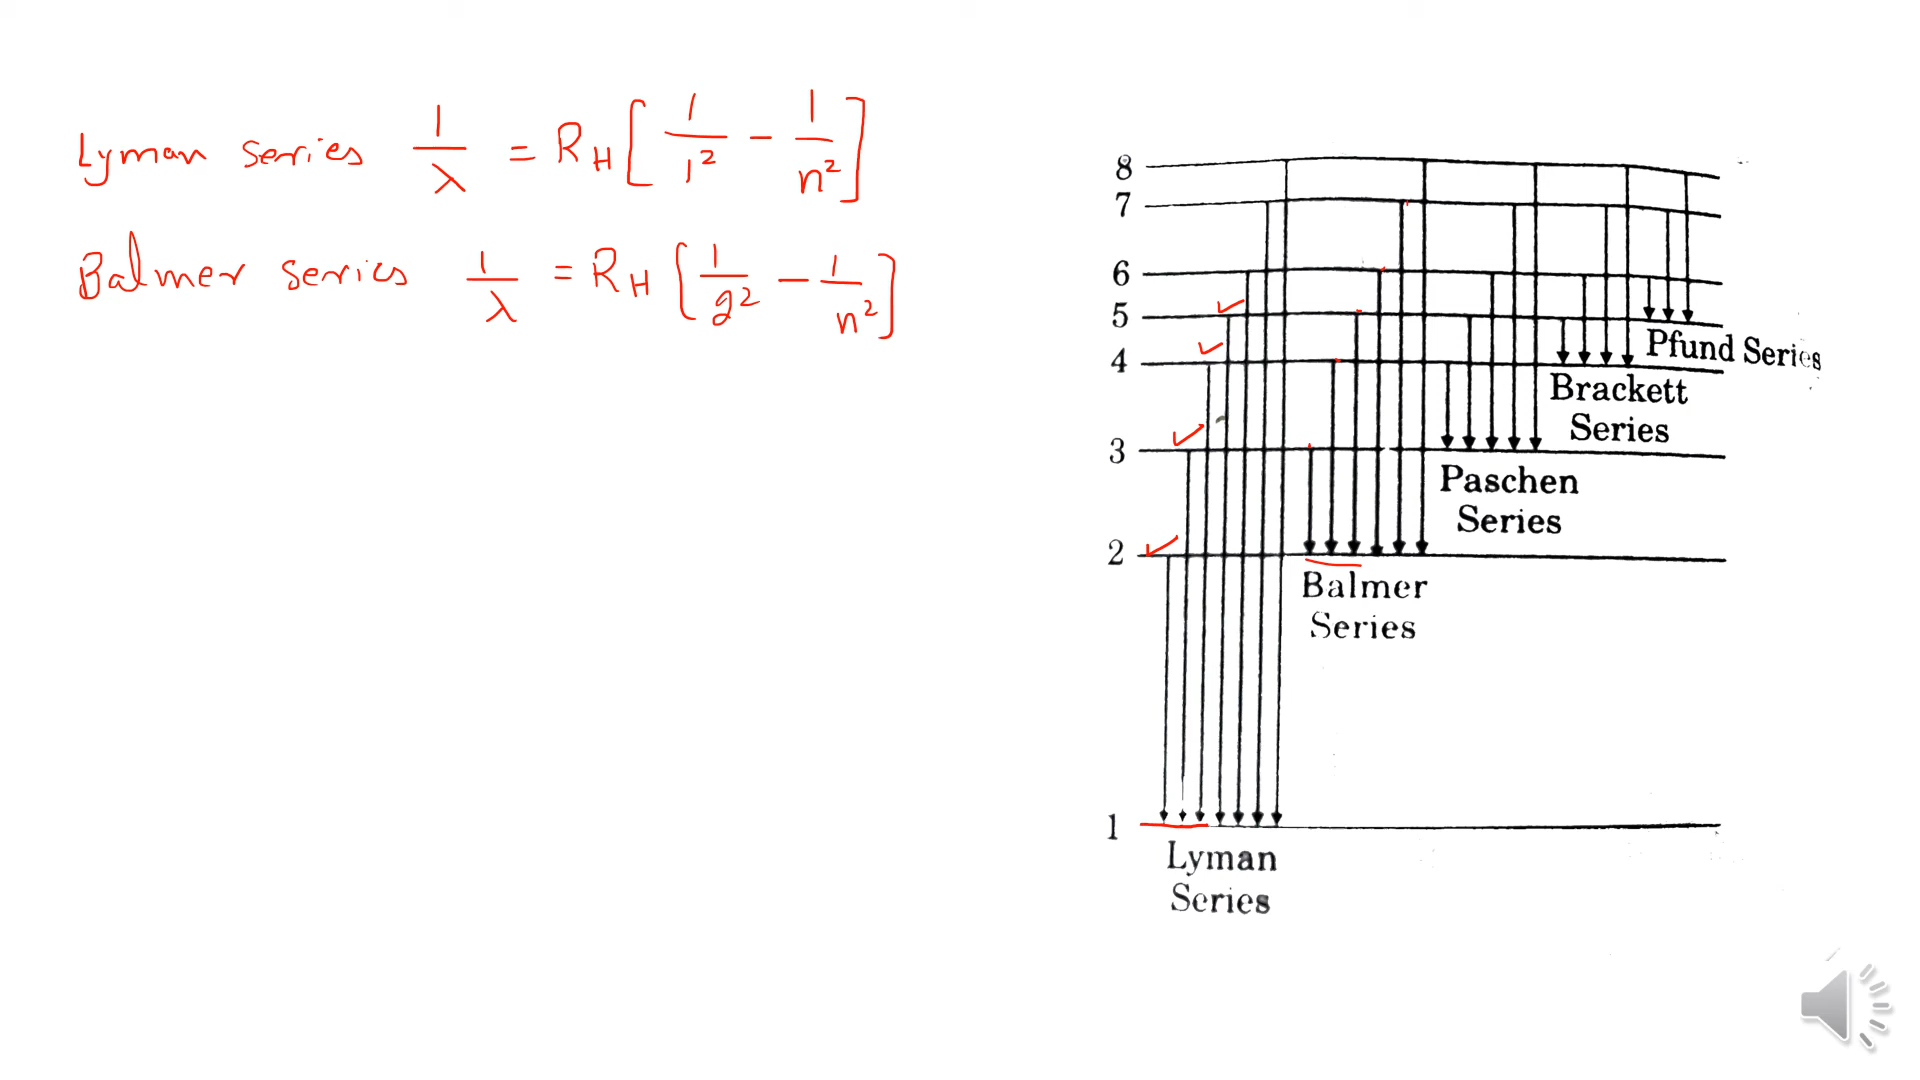 Lyman series 1/λ = R_H [ 1/1² − 1/n² ]
Balmer series 1/λ = R_H [ 1/2² − 1/n² ]
8
7
6
5
4
3
2
1
Pfund Series
Brackett
Series
Paschen
Series
Balmer
Series
Lyman
Series